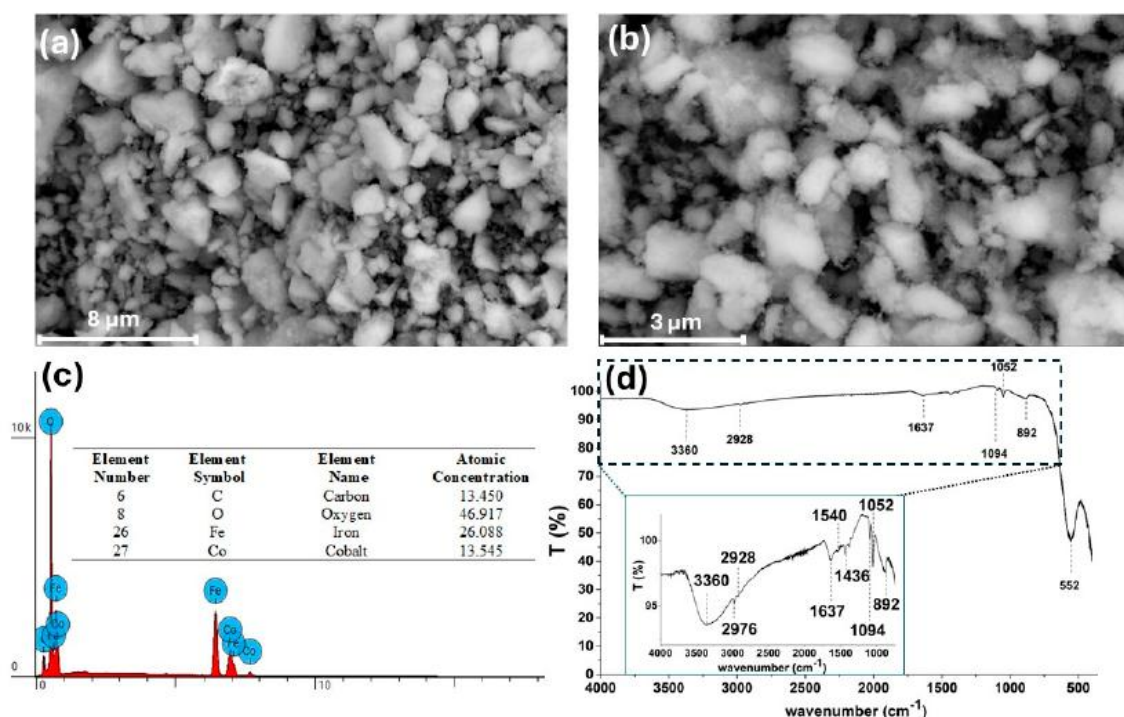 (a)
8 µm
(b)
3 µm
(c)
10k
O
Fe
Co
Fe
Fe
Co
Fe
Co
0
10
Element Number Element Symbol Element Name Atomic Concentration
6 C Carbon 13.450
8 O Oxygen 46.917
26 Fe Iron 26.088
27 Co Cobalt 13.545
(d)
T (%)
100
90
80
70
60
50
40
30
20
10
0
3360
2928
1637
1094
1052
892
552
T (%)
100
95
3360
2928
2976
1540
1637
1436
1052
1094
892
4000 3500 3000 2500 2000 1500 1000
wavenumber (cm⁻¹)
4000 3500 3000 2500 2000 1500 1000 500
wavenumber (cm⁻¹)